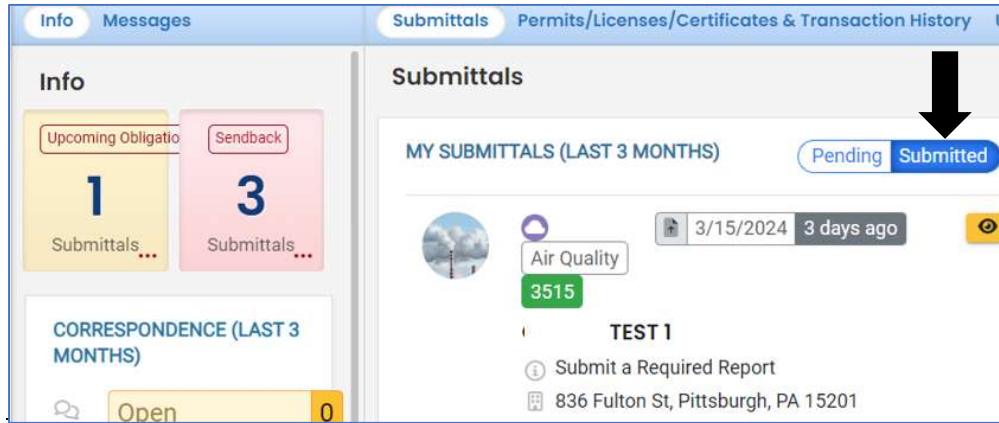 Info Messages
Submittals Permits/Licenses/Certificates & Transaction History
Info
Upcoming Obligatio
1
Submittals...
Sendback
3
Submittals...
CORRESPONDENCE (LAST 3
MONTHS)
Open 0
Submittals
MY SUBMITTALS (LAST 3 MONTHS) Pending Submitted
3/15/2024 3 days ago
Air Quality
3515
TEST 1
Submit a Required Report
836 Fulton St, Pittsburgh, PA 15201